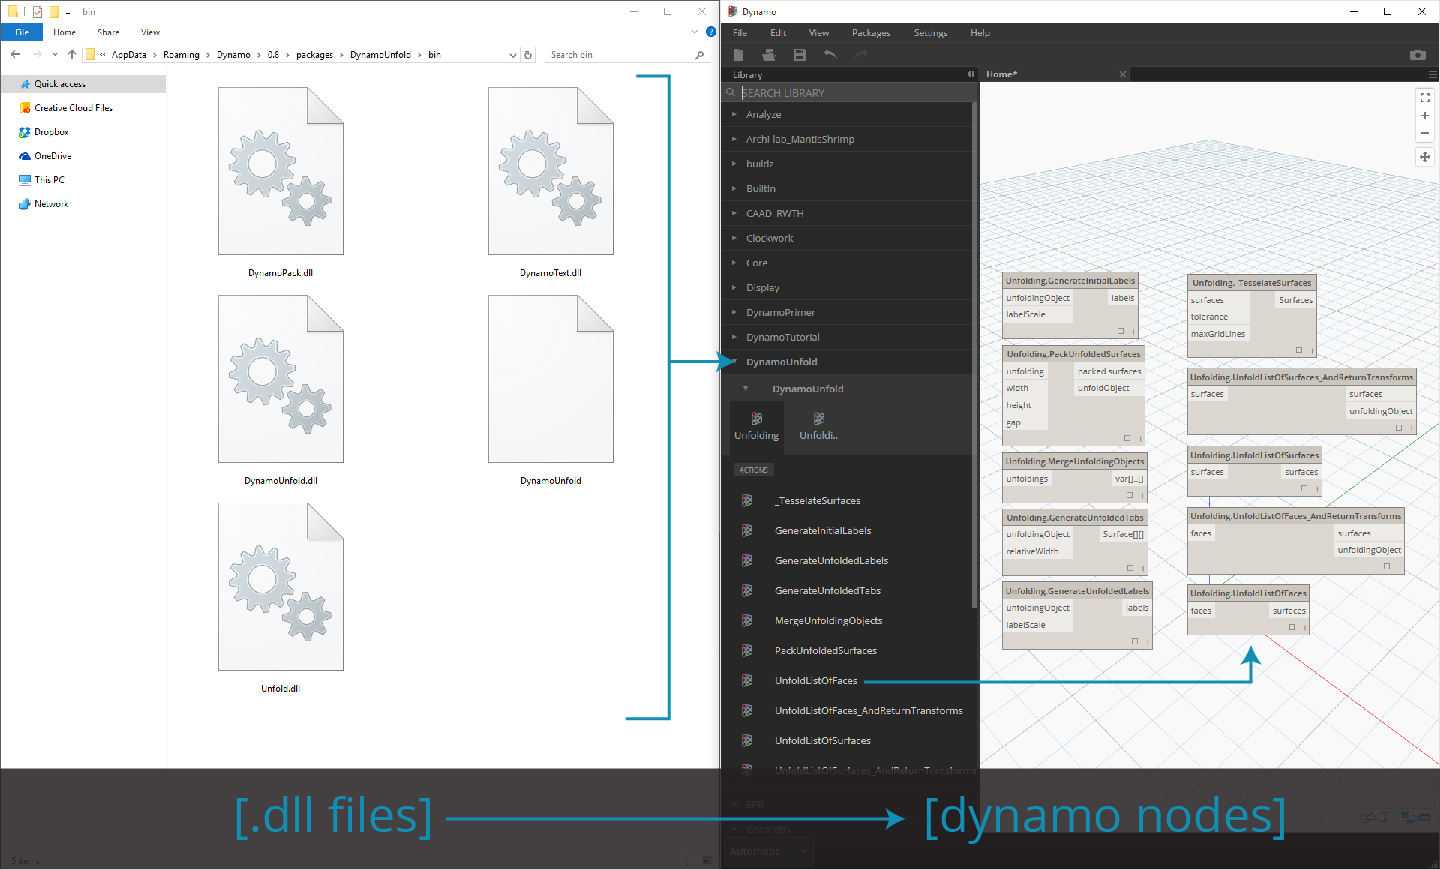 bin
File
Home
Share
View
« AppData › Roaming › Dynamo › 0.8 › packages › DynamoUnfold › bin
Search bin
Quick access
Creative Cloud Files
Dropbox
OneDrive
This PC
Network
DynamoPack.dll
DynamoText.dll
DynamoUnfold.dll
DynamoUnfold
Unfold.dll
5 items
[.dll files]
Dynamo
File
Edit
View
Packages
Settings
Help
Library
SEARCH LIBRARY
Analyze
Archi-lab_MantisShrimp
buildz
BuiltIn
CAAD_RWTH
Clockwork
Core
Display
DynamoPrimer
DynamoTutorial
DynamoUnfold
DynamoUnfold
Unfolding
Unfoldi..
ACTIONS
_TesselateSurfaces
GenerateInitialLabels
GenerateUnfoldedLabels
GenerateUnfoldedTabs
MergeUnfoldingObjects
PackUnfoldedSurfaces
UnfoldListOfFaces
UnfoldListOfFaces_AndReturnTransforms
UnfoldListOfSurfaces
UnfoldListOfSurfaces_AndReturnTransforms
EPR
Geometry
Automatic
Home*
Unfolding.GenerateInitialLabels
unfoldingObject
labels
labelScale
Unfolding.PackUnfoldedSurfaces
unfolding
packed surfaces
width
unfoldObject
height
gap
Unfolding.MergeUnfoldingObjects
unfoldings
var[]..[]
Unfolding.GenerateUnfoldedTabs
unfoldingObject
Surface[][]
relativeWidth
Unfolding.GenerateUnfoldedLabels
unfoldingObject
labels
labelScale
Unfolding._TesselateSurfaces
surfaces
Surfaces
tolerance
maxGridLines
Unfolding.UnfoldListOfSurfaces_AndReturnTransforms
surfaces
surfaces
unfoldingObject
Unfolding.UnfoldListOfSurfaces
surfaces
surfaces
Unfolding.UnfoldListOfFaces_AndReturnTransforms
faces
surfaces
unfoldingObject
Unfolding.UnfoldListOfFaces
faces
surfaces
[dynamo nodes]